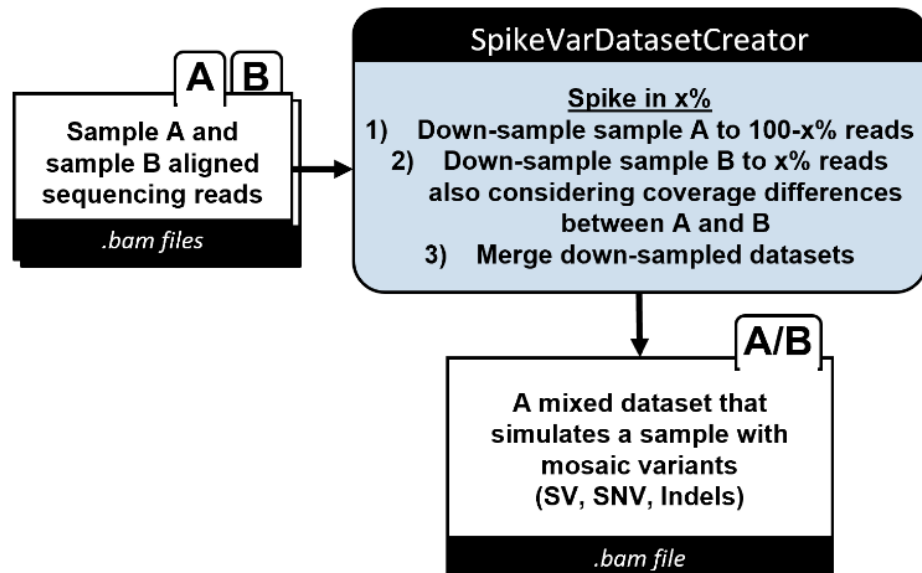 A B
Sample A and
sample B aligned
sequencing reads
.bam files
SpikeVarDatasetCreator
Spike in x%
1) Down-sample sample A to 100-x% reads
2) Down-sample sample B to x% reads
also considering coverage differences
between A and B
3) Merge down-sampled datasets
A/B
A mixed dataset that
simulates a sample with
mosaic variants
(SV, SNV, Indels)
.bam file